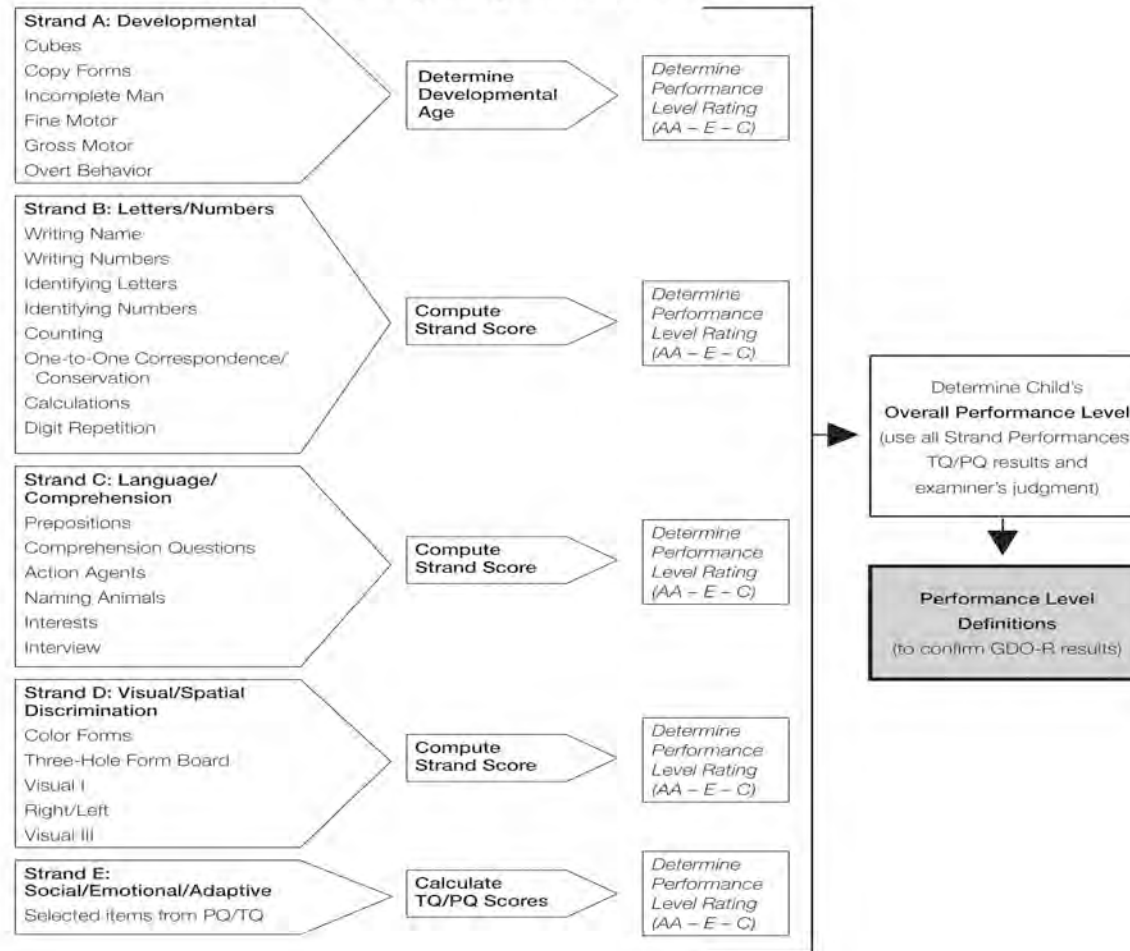 Strand A: Developmental
Cubes
Copy Forms
Incomplete Man
Fine Motor
Gross Motor
Overt Behavior
Determine
Developmental
Age
Determine
Performance
Level Rating
(AA – E – C)
Strand B: Letters/Numbers
Writing Name
Writing Numbers
Identifying Letters
Identifying Numbers
Counting
One-to-One Correspondence/
Conservation
Calculations
Digit Repetition
Compute
Strand Score
Determine
Performance
Level Rating
(AA – E – C)
Strand C: Language/
Comprehension
Prepositions
Comprehension Questions
Action Agents
Naming Animals
Interests
Interview
Compute
Strand Score
Determine
Performance
Level Rating
(AA – E – C)
Strand D: Visual/Spatial
Discrimination
Color Forms
Three-Hole Form Board
Visual I
Right/Left
Visual III
Compute
Strand Score
Determine
Performance
Level Rating
(AA – E – C)
Strand E:
Social/Emotional/Adaptive
Selected items from PQ/TQ
Calculate
TQ/PQ Scores
Determine
Performance
Level Rating
(AA – E – C)
Determine Child's
Overall Performance Level
(use all Strand Performances
TQ/PQ results and
examiner's judgment)
Performance Level
Definitions
(to confirm GDO-R results)